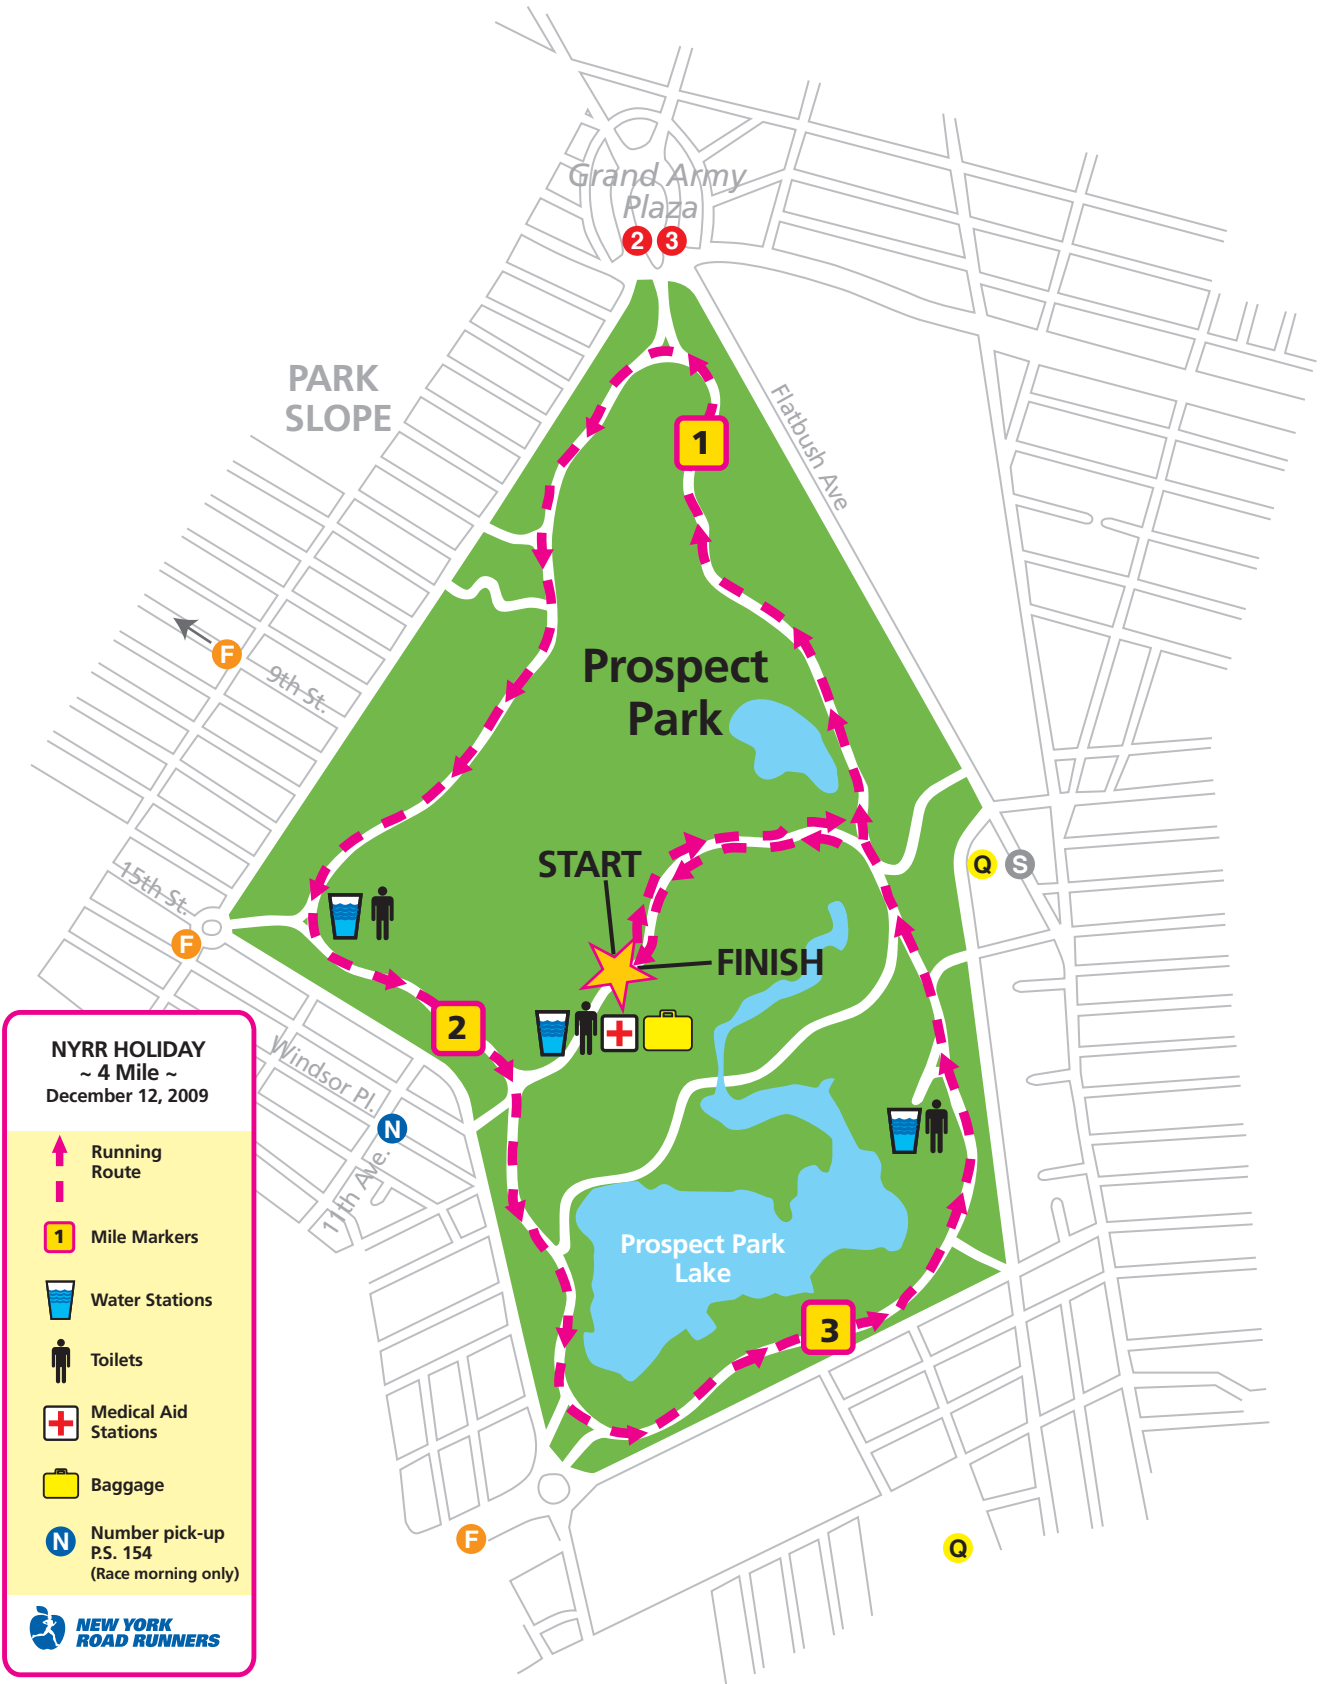 Grand Army
Plaza
2 3
PARK
SLOPE
Flatbush Ave
1
F
9th St.
Prospect
Park
15th St.
F
START
Q S
FINISH
2
Windsor Pl.
N
11th Ave.
Prospect Park
Lake
3
F
Q
NYRR HOLIDAY
~ 4 Mile ~
December 12, 2009
Running
Route
1 Mile Markers
Water Stations
Toilets
Medical Aid
Stations
Baggage
N Number pick-up
P.S. 154
(Race morning only)
NEW YORK
ROAD RUNNERS